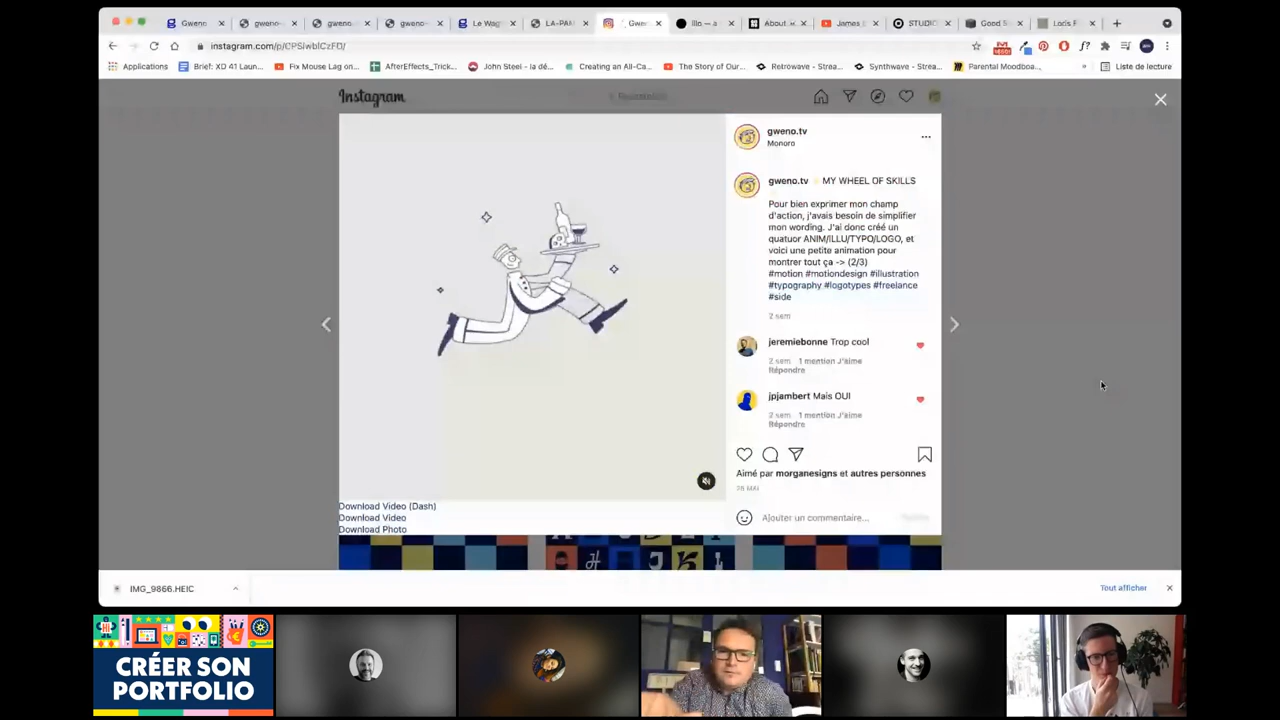 Gweno
gweno-
gweno
gweno-
Le Wag
LA-PAN
Gwen
illo — a
About
James
STUDIO
Good S
Loris F
instagram.com/p/CPSiwblCzFD/
Applications
Brief: XD 41 Laun...
Fix Mouse Lag on...
AfterEffects_Trick...
John Steel - la dé...
Creating an All-Ca...
The Story of Our...
Retrowave - Strea...
Synthwave - Strea...
Parental Moodboa...
»
Liste de lecture
Instagram
gweno.tv
Monoro
gweno.tv MY WHEEL OF SKILLS
Pour bien exprimer mon champ
d'action, j'avais besoin de simplifier
mon wording. J'ai donc créé un
quatuor ANIM/ILLU/TYPO/LOGO, et
voici une petite animation pour
montrer tout ça -> (2/3)
#motion #motiondesign #illustration
#typography #logotypes #freelance
#side
2 sem
jeremiebonne Trop cool
2 sem 1 mention J'aime
Répondre
jpjambert Mais OUI
2 sem 1 mention J'aime
Répondre
Aimé par morganesigns et autres personnes
Ajouter un commentaire...
Download Video (Dash)
Download Video
Download Photo
IMG_9866.HEIC
Tout afficher
HI
CRÉER SON
PORTFOLIO